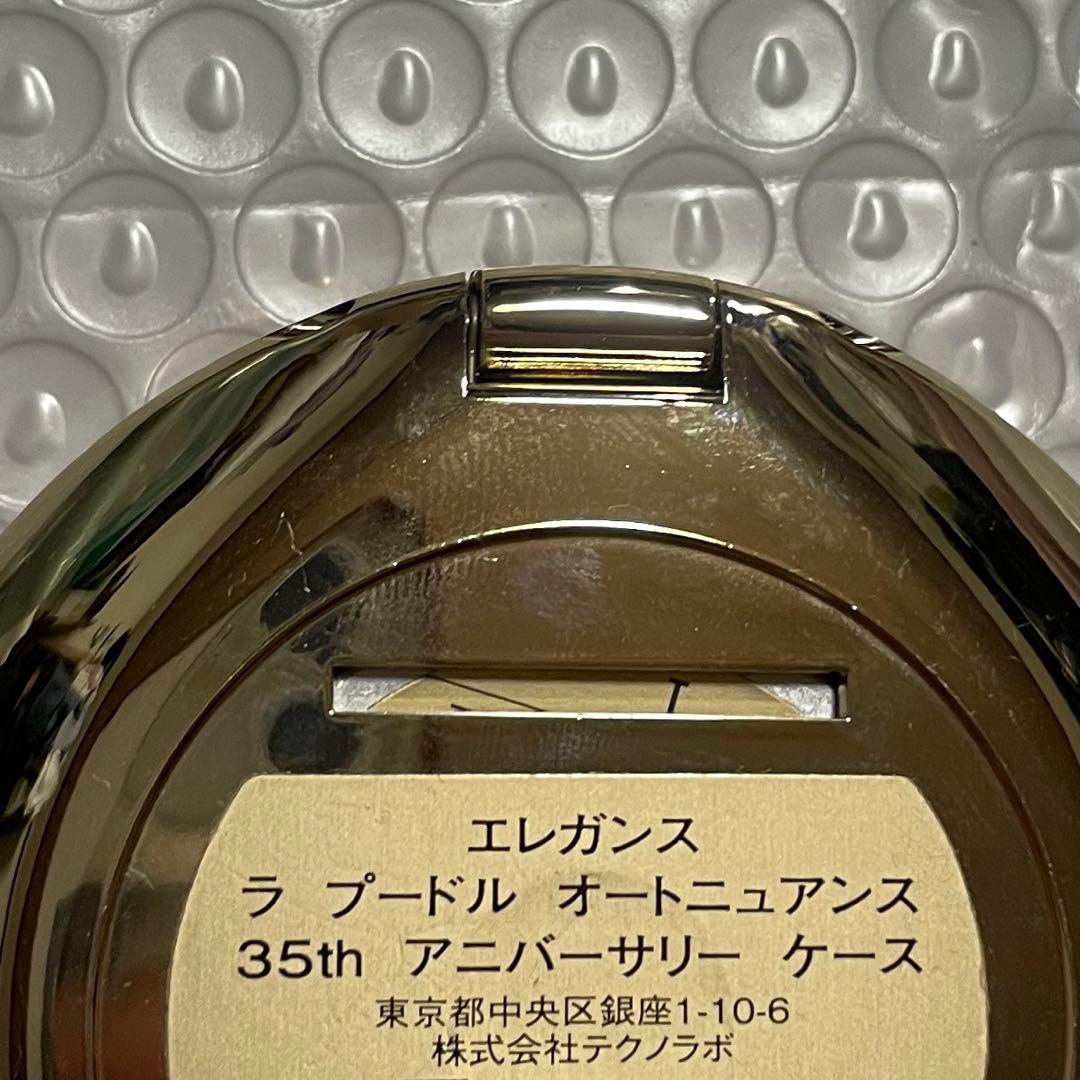 エレガンス
ラ プードル オートニュアンス
35th アニバーサリー ケース
東京都中央区銀座1-10-6
株式会社テクノラボ